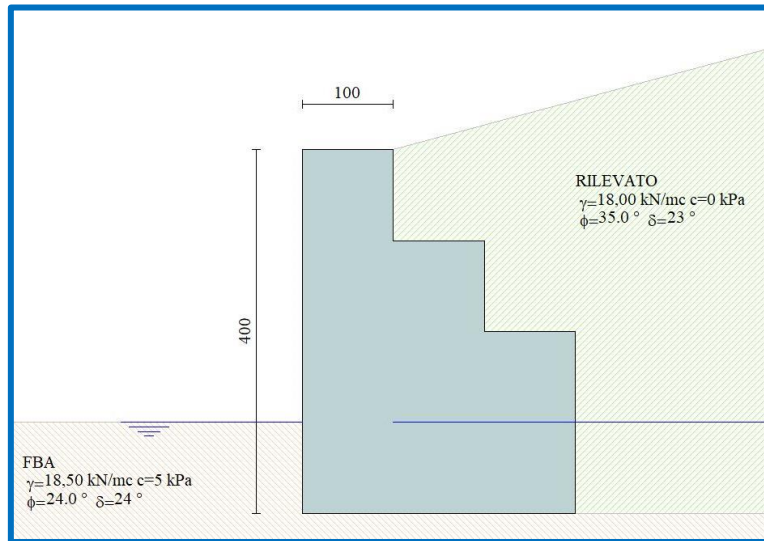 100
RILEVATO
γ=18,00 kN/mc c=0 kPa
ϕ=35.0 ° δ=23 °
400
FBA
γ=18,50 kN/mc c=5 kPa
ϕ=24.0 ° δ=24 °